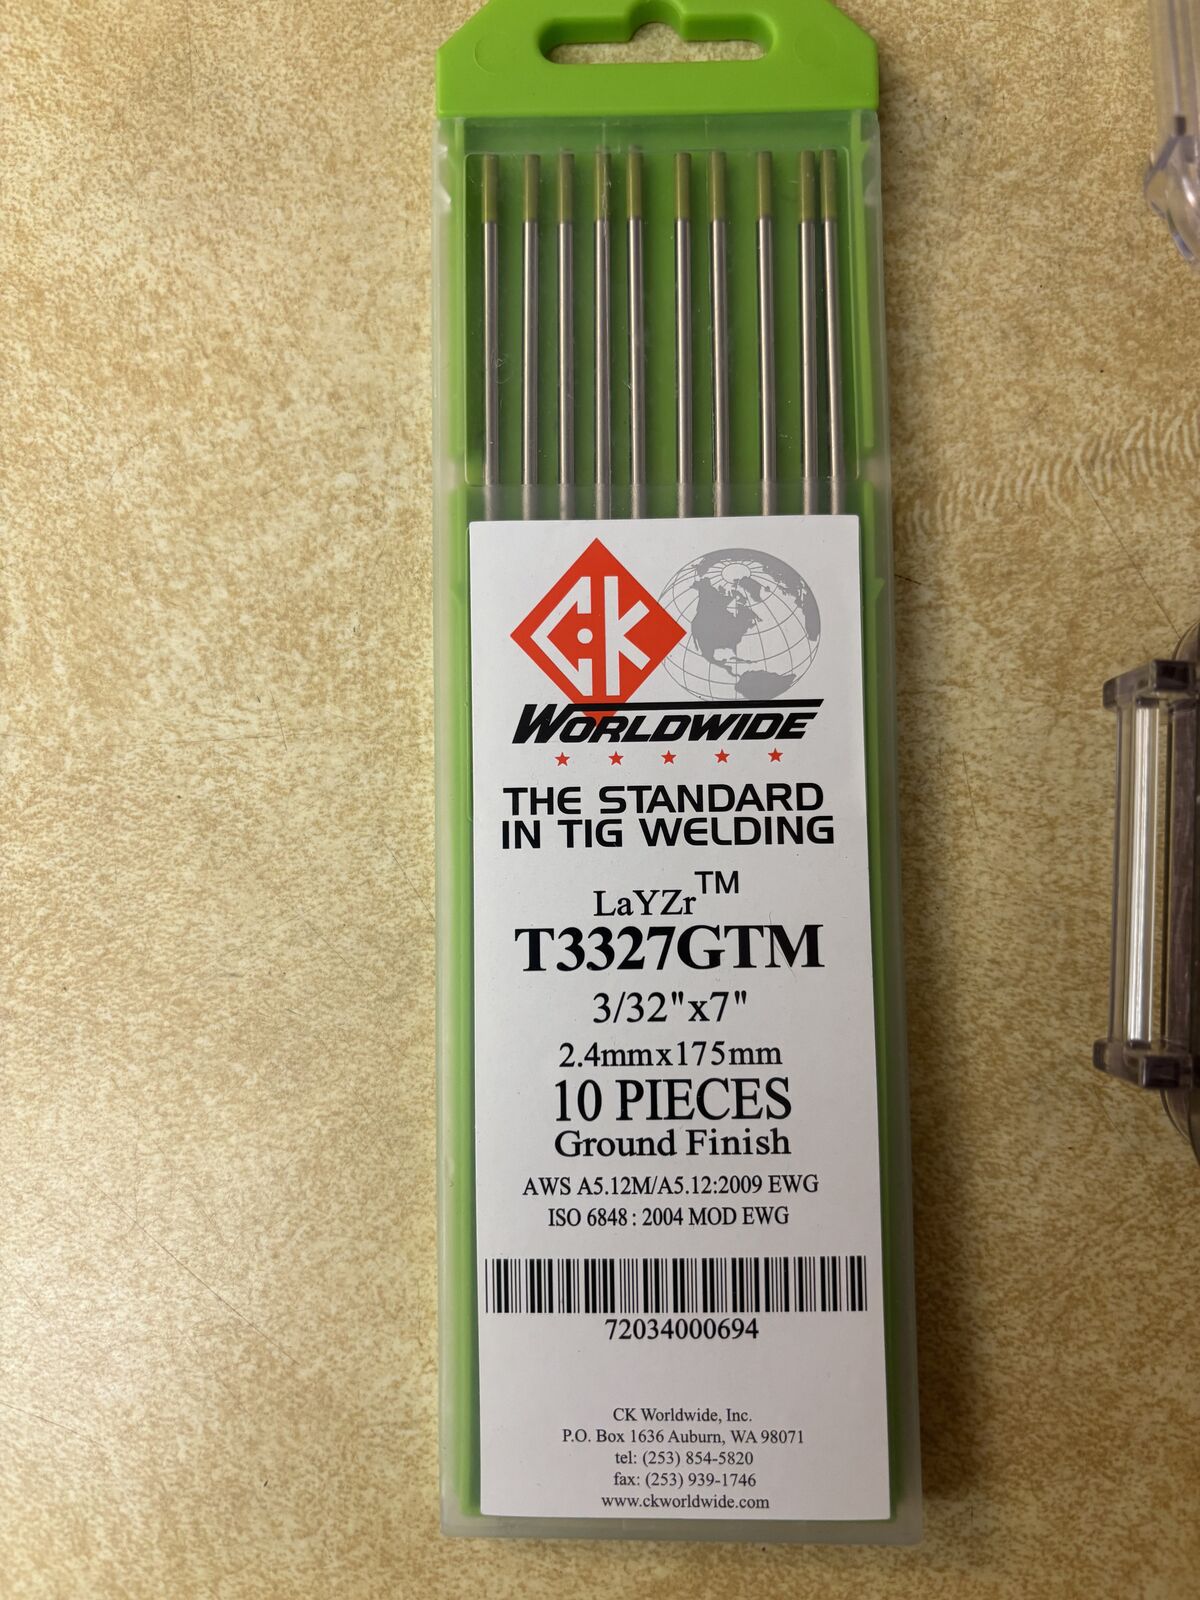 CK
WORLDWIDE
THE STANDARD
IN TIG WELDING
LaYZr™
T3327GTM
3/32"x7"
2.4mmx175mm
10 PIECES
Ground Finish
AWS A5.12M/A5.12:2009 EWG
ISO 6848 : 2004 MOD EWG
72034000694
CK Worldwide, Inc.
P.O. Box 1636 Auburn, WA 98071
tel: (253) 854-5820
fax: (253) 939-1746
www.ckworldwide.com